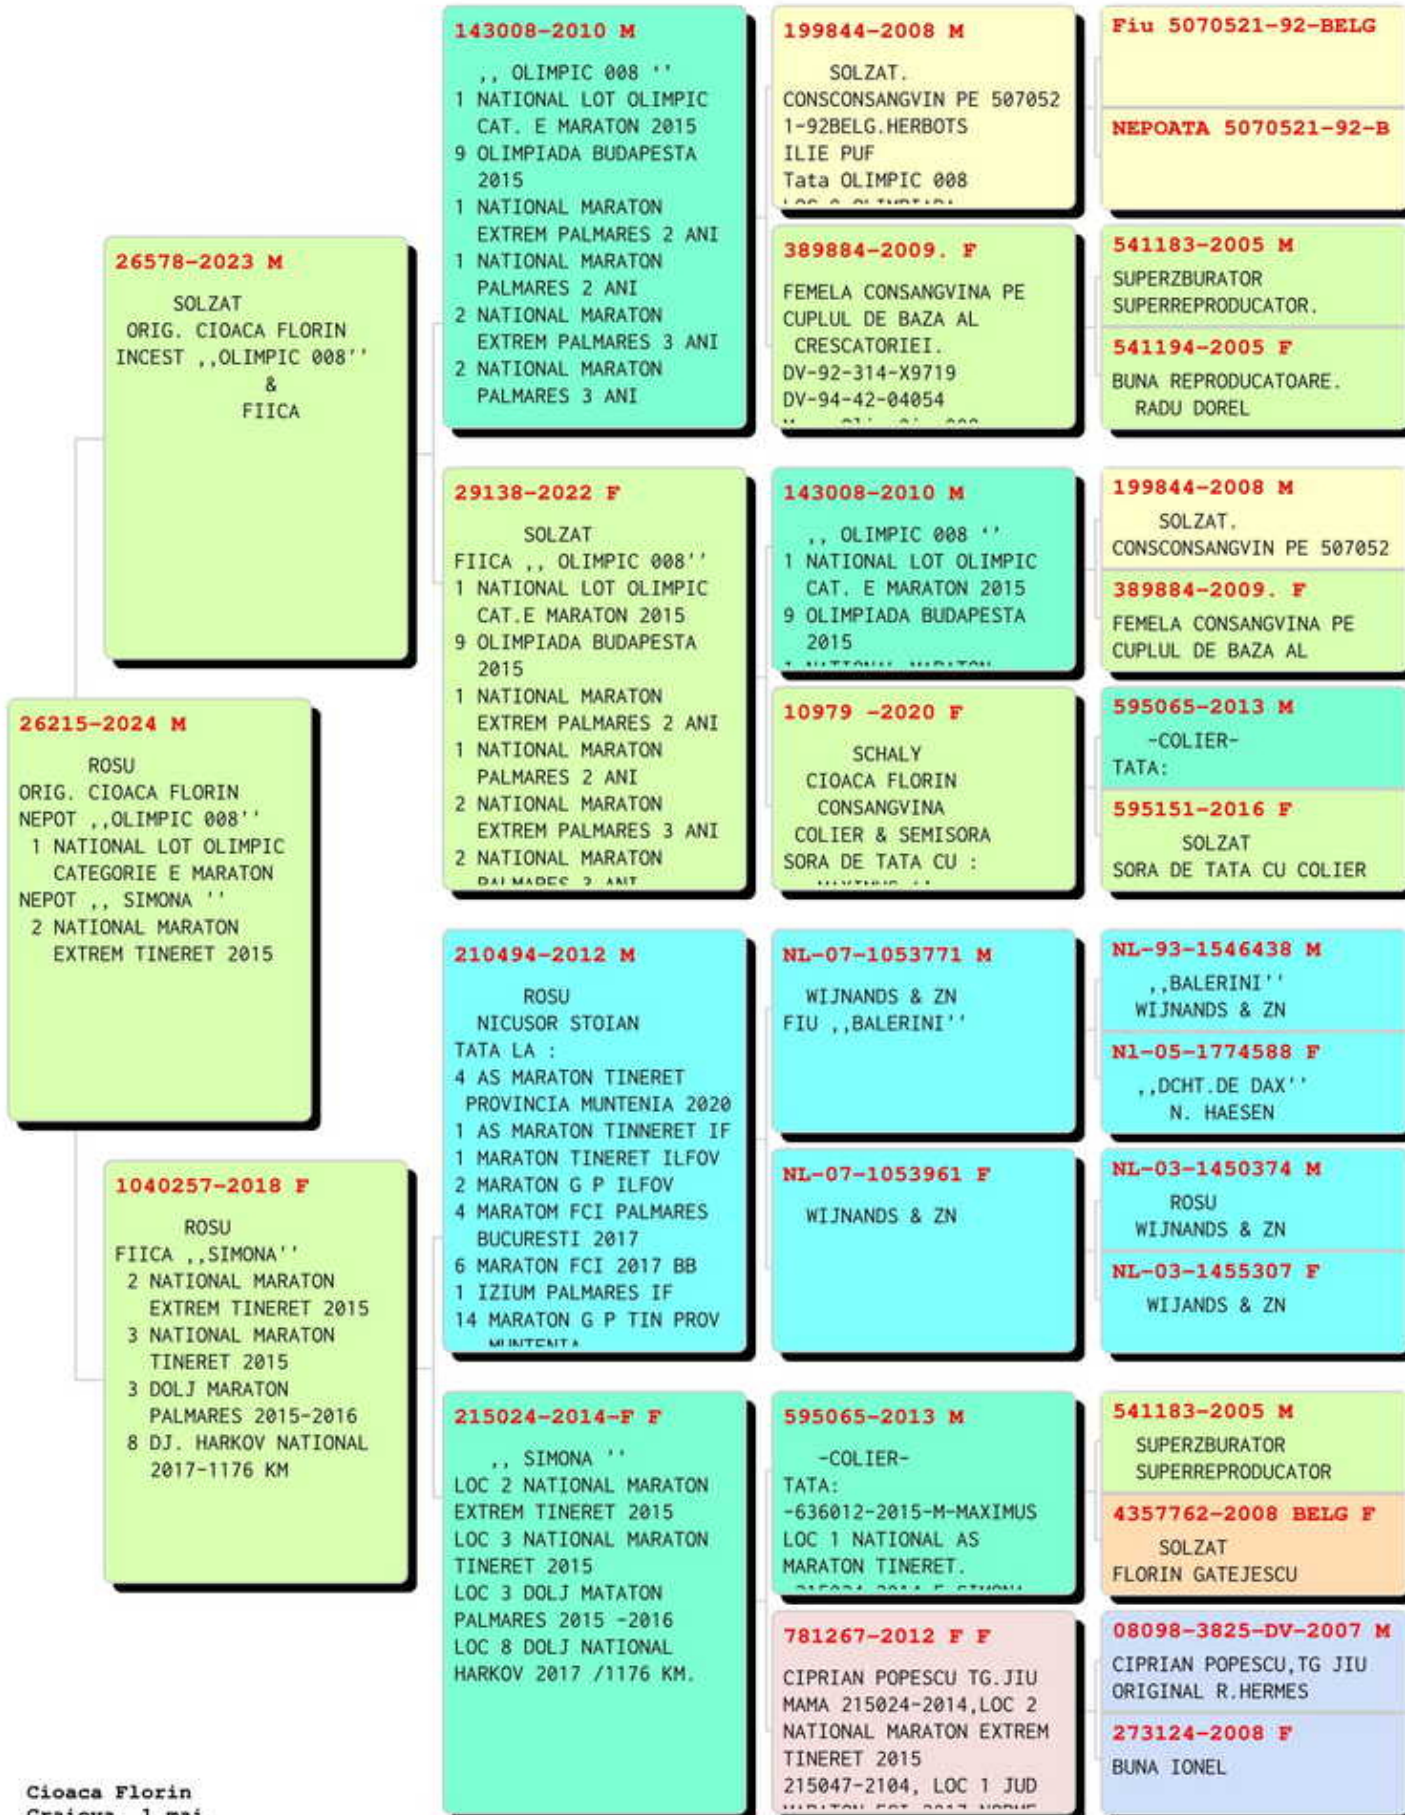 26215-2024 M
ROSU
ORIG. CIOACA FLORIN
NEPOT ,,OLIMPIC 008''
1 NATIONAL LOT OLIMPIC
CATEGORIE E MARATON
NEPOT ,, SIMONA ''
2 NATIONAL MARATON
EXTREM TINERET 2015
26578-2023 M
SOLZAT
ORIG. CIOACA FLORIN
INCEST ,,OLIMPIC 008''
&
FIICA
1040257-2018 F
ROSU
FIICA ,,SIMONA''
2 NATIONAL MARATON
EXTREM TINERET 2015
3 NATIONAL MARATON
TINERET 2015
3 DOLJ MARATON
PALMARES 2015-2016
8 DJ. HARKOV NATIONAL
2017-1176 KM
143008-2010 M
,, OLIMPIC 008 ''
1 NATIONAL LOT OLIMPIC
CAT. E MARATON 2015
9 OLIMPIADA BUDAPESTA
2015
1 NATIONAL MARATON
EXTREM PALMARES 2 ANI
1 NATIONAL MARATON
PALMARES 2 ANI
2 NATIONAL MARATON
EXTREM PALMARES 3 ANI
2 NATIONAL MARATON
PALMARES 3 ANI
29138-2022 F
SOLZAT
FIICA ,, OLIMPIC 008''
1 NATIONAL LOT OLIMPIC
CAT.E MARATON 2015
9 OLIMPIADA BUDAPESTA
2015
1 NATIONAL MARATON
EXTREM PALMARES 2 ANI
1 NATIONAL MARATON
PALMARES 2 ANI
2 NATIONAL MARATON
EXTREM PALMARES 3 ANI
2 NATIONAL MARATON
PALMARES 3 ANI
210494-2012 M
ROSU
NICUSOR STOIAN
TATA LA :
4 AS MARATON TINERET
PROVINCIA MUNTENIA 2020
1 AS MARATON TINNERET IF
1 MARATON TINERET ILFOV
2 MARATON G P ILFOV
4 MARATOM FCI PALMARES
BUCURESTI 2017
6 MARATON FCI 2017 BB
1 IZIUM PALMARES IF
14 MARATON G P TIN PROV
MUNTENIA
215024-2014-F F
,, SIMONA ''
LOC 2 NATIONAL MARATON
EXTREM TINERET 2015
LOC 3 NATIONAL MARATON
TINERET 2015
LOC 3 DOLJ MATATON
PALMARES 2015 -2016
LOC 8 DOLJ NATIONAL
HARKOV 2017 /1176 KM.
199844-2008 M
SOLZAT.
CONSCONSANGVIN PE 507052
1-92BELG.HERBOTS
ILIE PUF
Tata OLIMPIC 008
389884-2009. F
FEMELA CONSANGVINA PE
CUPLUL DE BAZA AL
CRESCATORIEI.
DV-92-314-X9719
DV-94-42-04054
143008-2010 M
,, OLIMPIC 008 ''
1 NATIONAL LOT OLIMPIC
CAT. E MARATON 2015
9 OLIMPIADA BUDAPESTA
2015
1 NATIONAL MARATON
10979 -2020 F
SCHALY
CIOACA FLORIN
CONSANGVINA
COLIER & SEMISORA
SORA DE TATA CU :
NL-07-1053771 M
WIJNANDS & ZN
FIU ,,BALERINI''
NL-07-1053961 F
WIJNANDS & ZN
595065-2013 M
-COLIER-
TATA:
-636012-2015-M-MAXIMUS
LOC 1 NATIONAL AS
MARATON TINERET.
781267-2012 F F
CIPRIAN POPESCU TG.JIU
MAMA 215024-2014,LOC 2
NATIONAL MARATON EXTREM
TINERET 2015
215047-2104, LOC 1 JUD
Fiu 5070521-92-BELG
NEPOATA 5070521-92-B
541183-2005 M
SUPERZBURATOR
SUPERREPRODUCATOR.
541194-2005 F
BUNA REPRODUCATOARE.
RADU DOREL
199844-2008 M
SOLZAT.
CONSCONSANGVIN PE 507052
389884-2009. F
FEMELA CONSANGVINA PE
CUPLUL DE BAZA AL
595065-2013 M
-COLIER-
TATA:
595151-2016 F
SOLZAT
SORA DE TATA CU COLIER
NL-93-1546438 M
,,BALERINI''
WIJNANDS & ZN
Nl-05-1774588 F
,,DCHT.DE DAX''
N. HAESEN
NL-03-1450374 M
ROSU
WIJNANDS & ZN
NL-03-1455307 F
WIJANDS & ZN
541183-2005 M
SUPERZBURATOR
SUPERREPRODUCATOR
4357762-2008 BELG F
SOLZAT
FLORIN GATEJESCU
08098-3825-DV-2007 M
CIPRIAN POPESCU,TG JIU
ORIGINAL R.HERMES
273124-2008 F
BUNA IONEL
Cioaca Florin
Craiova, 1 mai